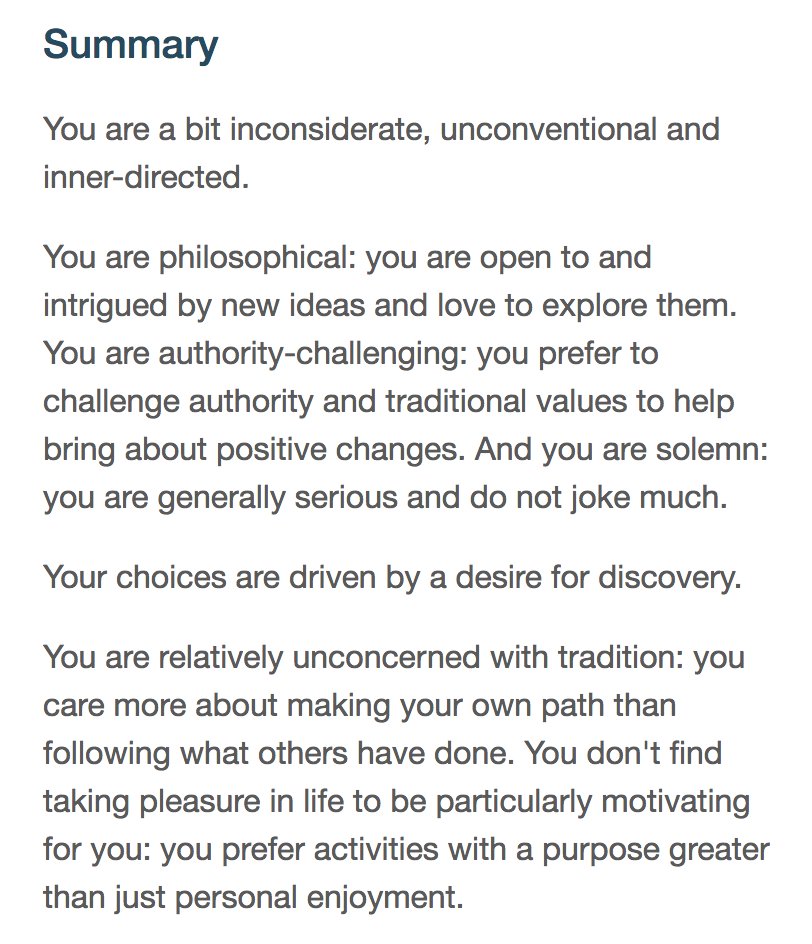 Summary
You are a bit inconsiderate, unconventional and
inner-directed.
You are philosophical: you are open to and
intrigued by new ideas and love to explore them.
You are authority-challenging: you prefer to
challenge authority and traditional values to help
bring about positive changes. And you are solemn:
you are generally serious and do not joke much.
Your choices are driven by a desire for discovery.
You are relatively unconcerned with tradition: you
care more about making your own path than
following what others have done. You don't find
taking pleasure in life to be particularly motivating
for you: you prefer activities with a purpose greater
than just personal enjoyment.